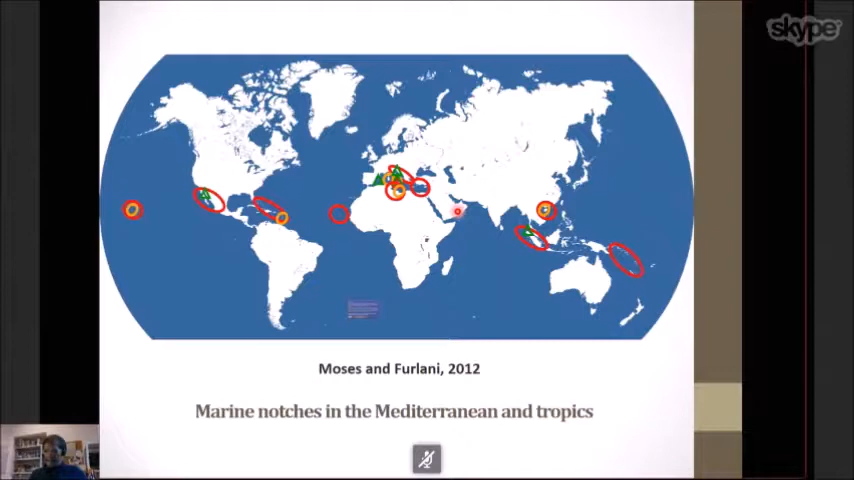 skype
Moses and Furlani, 2012
Marine notches in the Mediterranean and tropics